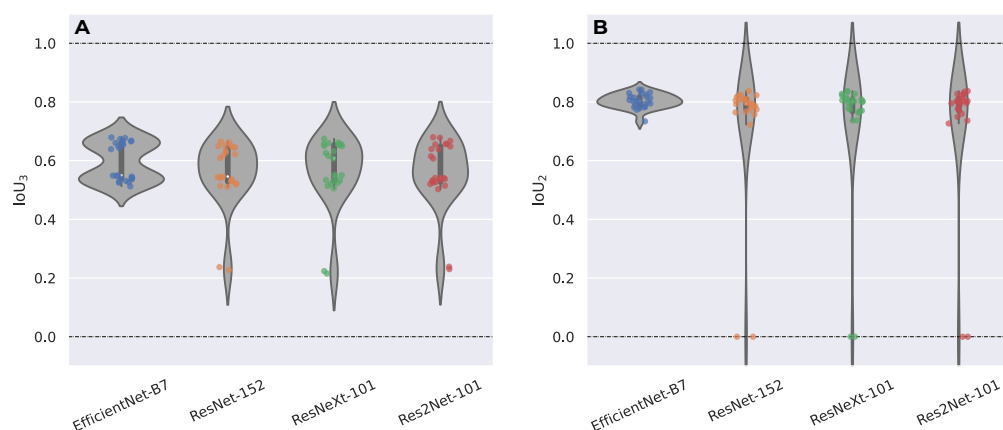 A
IoU3
1.0
0.8
0.6
0.4
0.2
0.0
EfficientNet-B7
ResNet-152
ResNeXt-101
Res2Net-101
B
IoU2
1.0
0.8
0.6
0.4
0.2
0.0
EfficientNet-B7
ResNet-152
ResNeXt-101
Res2Net-101